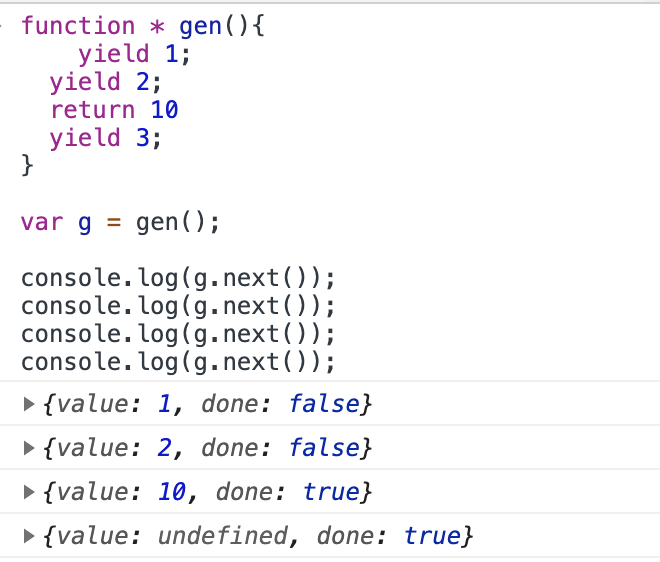 function * gen(){
    yield 1;
  yield 2;
  return 10
  yield 3;
}
var g = gen();
console.log(g.next());
console.log(g.next());
console.log(g.next());
console.log(g.next());
▶ {value: 1, done: false}
▶ {value: 2, done: false}
▶ {value: 10, done: true}
▶ {value: undefined, done: true}